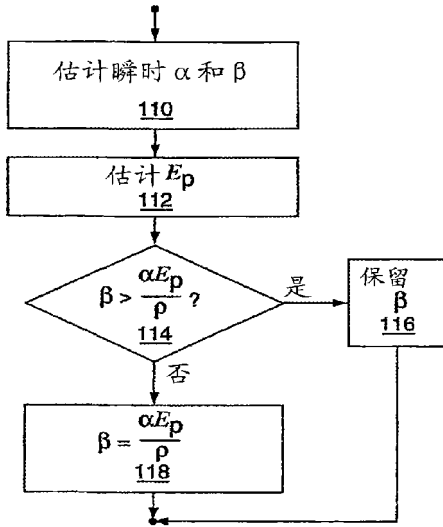 估计瞬时 α 和 β
110
估计 Ep
112
β > αEp/ρ ?
114
是
保留
β
116
否
β = αEp/ρ
118